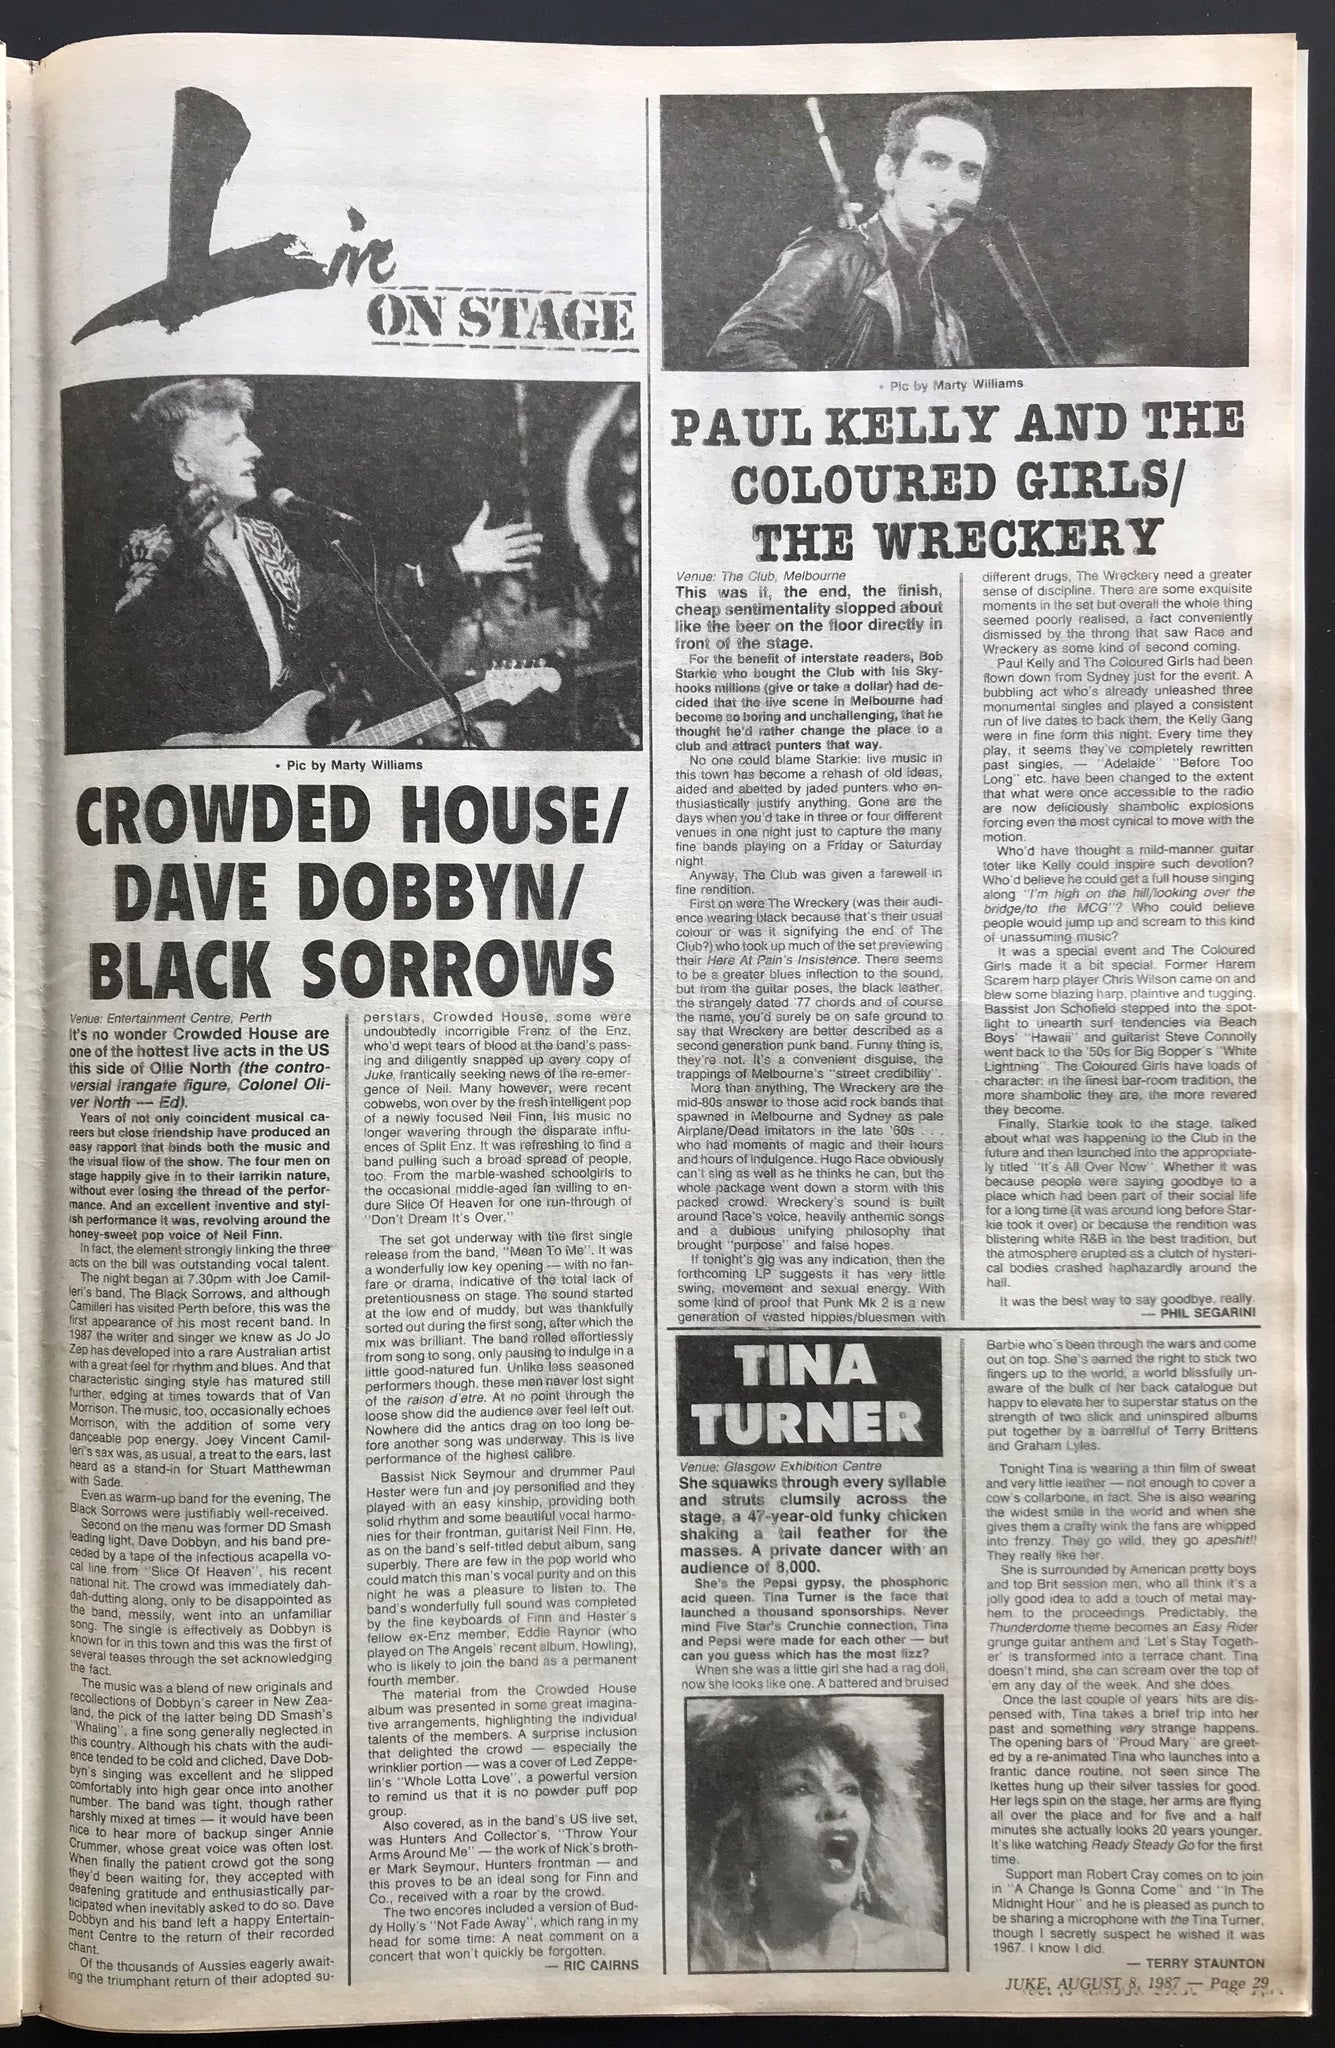 Live
ON STAGE
• Pic by Marty Williams
CROWDED HOUSE/
DAVE DOBBYN/
BLACK SORROWS
Venue: Entertainment Centre, Perth
It's no wonder Crowded House are
one of the hottest live acts in the US
this side of Ollie North (the contro-
versial Irangate figure, Colonel Oli-
ver North — Ed).
Years of not only coincident musical ca-
reers but close friendship have produced an
easy rapport that binds both the music and
the visual flow of the show. The four men on
stage happily give in to their larrikin nature,
without ever losing the thread of the perfor-
mance. And an excellent inventive and styl-
ish performance it was, revolving around the
honey-sweet pop voice of Neil Finn.
In fact, the element strongly linking the three
acts on the bill was outstanding vocal talent.
The night began at 7.30pm with Joe Camil-
leri's band, The Black Sorrows, and although
Camilleri has visited Perth before, this was the
first appearance of his most recent band. In
1987 the writer and singer we knew as Jo Jo
Zep has developed into a rare Australian artist
with a great feel for rhythm and blues. And that
characteristic singing style has matured still
further, edging at times towards that of Van
Morrison. The music, too, occasionally echoes
Morrison, with the addition of some very
danceable pop energy. Joey Vincent Camil-
leri's sax was, as usual, a treat to the ears, last
heard as a stand-in for Stuart Matthewman
with Sade.
Even as warm-up band for the evening, The
Black Sorrows were justifiably well-received.
Second on the menu was former DD Smash
leading light, Dave Dobbyn, and his band pre-
ceded by a tape of the infectious acapella vo-
cal line from "Slice Of Heaven", his recent
national hit. The crowd was immediately dah-
dah-dutting along, only to be disappointed as
the band, messily, went into an unfamiliar
song. The single is effectively as Dobbyn is
known for in this town and this was the first of
several teases through the set acknowledging
the fact.
The music was a blend of new originals and
recollections of Dobbyn's career in New Zea-
land, the pick of the latter being DD Smash's
"Whaling", a fine song generally neglected in
this country. Although his chats with the audi-
ence tended to be cold and cliched, Dave Dob-
byn's singing was excellent and he slipped
comfortably into high gear once into another
number. The band was tight, though rather
harshly mixed at times — it would have been
nice to hear more of backup singer Annie
Crummer, whose great voice was often lost.
When finally the patient crowd got the song
they'd been waiting for, they accepted with
deafening gratitude and enthusiastically par-
ticipated when inevitably asked to do so. Dave
Dobbyn and his band left a happy Entertain-
ment Centre to the return of their recorded
chant.
Of the thousands of Aussies eagerly await-
ing the triumphant return of their adopted su-
perstars, Crowded House, some were
undoubtedly incorrigible Frenz of the Enz,
who'd wept tears of blood at the band's pass-
ing and diligently snapped up every copy of
Juke, frantically seeking news of the re-emer-
gence of Neil. Many however, were recent
cobwebs, won over by the fresh intelligent pop
of a newly focused Neil Finn, his music no
longer wavering through the disparate influ-
ences of Split Enz. It was refreshing to find a
band pulling such a broad spread of people,
too. From the marble-washed schoolgirls to
the occasional middle-aged fan willing to en-
dure Slice Of Heaven for one run-through of
"Don't Dream It's Over."
The set got underway with the first single
release from the band, "Mean To Me". It was
a wonderfully low key opening — with no fan-
fare or drama, indicative of the total lack of
pretentiousness on stage. The sound started
at the low end of muddy, but was thankfully
sorted out during the first song, after which the
mix was brilliant. The band rolled effortlessly
from song to song, only pausing to indulge in a
little good-natured fun. Unlike less seasoned
performers though, these men never lost sight
of the raison d'etre. At no point through the
loose show did the audience ever feel left out.
Nowhere did the antics drag on too long be-
fore another song was underway. This is live
performance of the highest calibre.
Bassist Nick Seymour and drummer Paul
Hester were fun and joy personified and they
played with an easy kinship, providing both
solid rhythm and some beautiful vocal harmo-
nies for their frontman, guitarist Neil Finn. He,
as on the band's self-titled debut album, sang
superbly. There are few in the pop world who
could match this man's vocal purity and on this
night he was a pleasure to listen to. The
band's wonderfully full sound was completed
by the fine keyboards of Finn and Hester's
fellow ex-Enz member, Eddie Raynor (who
played on The Angels' recent album, Howling),
who is likely to join the band as a permanent
fourth member.
The material from the Crowded House
album was presented in some great imagina-
tive arrangements, highlighting the individual
talents of the members. A surprise inclusion
that delighted the crowd — especially the
wrinklier portion — was a cover of Led Zeppe-
lin's "Whole Lotta Love", a powerful version
to remind us that it is no powder puff pop
group.
Also covered, as in the band's US live set,
was Hunters And Collector's, "Throw Your
Arms Around Me" — the work of Nick's broth-
er Mark Seymour, Hunters frontman — and
this proves to be an ideal song for Finn and
Co., received with a roar by the crowd.
The two encores included a version of Bud-
dy Holly's "Not Fade Away", which rang in my
head for some time: A neat comment on a
concert that won't quickly be forgotten.
— RIC CAIRNS
• Pic by Marty Williams
PAUL KELLY AND THE
COLOURED GIRLS/
THE WRECKERY
Venue: The Club, Melbourne
This was it, the end, the finish,
cheap sentimentality slopped about
like the beer on the floor directly in
front of the stage.
For the benefit of interstate readers, Bob
Starkie who bought the Club with his Sky-
hooks millions (give or take a dollar) had de-
cided that the live scene in Melbourne had
become so boring and unchallenging, that he
thought he'd rather change the place to a
club and attract punters that way.
No one could blame Starkie: live music in
this town has become a rehash of old ideas,
aided and abetted by jaded punters who en-
thusiastically justify anything. Gone are the
days when you'd take in three or four different
venues in one night just to capture the many
fine bands playing on a Friday or Saturday
night.
Anyway, The Club was given a farewell in
fine rendition.
First on were The Wreckery (was their audi-
ence wearing black because that's their usual
colour or was it signifying the end of The
Club?) who took up much of the set previewing
their Here At Pain's Insistence. There seems
to be a greater blues inflection to the sound,
but from the guitar poses, the black leather,
the strangely dated '77 chords and of course
the name, you'd surely be on safe ground to
say that Wreckery are better described as a
second generation punk band. Funny thing is,
they're not. It's a convenient disguise, the
trappings of Melbourne's "street credibility".
More than anything, The Wreckery are the
mid-80s answer to those acid rock bands that
spawned in Melbourne and Sydney as pale
Airplane/Dead imitators in the late '60s . . .
who had moments of magic and their hours
and hours of indulgence. Hugo Race obviously
can't sing as well as he thinks he can, but the
whole package went down a storm with this
packed crowd. Wreckery's sound is built
around Race's voice, heavily anthemic songs
and a dubious unifying philosophy that
brought "purpose" and false hopes.
If tonight's gig was any indication, then the
forthcoming LP suggests it has very little
swing, movement and sexual energy. With
some kind of proof that Punk Mk 2 is a new
generation of wasted hippies/bluesmen with
different drugs, The Wreckery need a greater
sense of discipline. There are some exquisite
moments in the set but overall the whole thing
seemed poorly realised, a fact conveniently
dismissed by the throng that saw Race and
Wreckery as some kind of second coming.
Paul Kelly and The Coloured Girls had been
flown down from Sydney just for the event. A
bubbling act who's already unleashed three
monumental singles and played a consistent
run of live dates to back them, the Kelly Gang
were in fine form this night. Every time they
play, it seems they've completely rewritten
past singles, — "Adelaide" "Before Too
Long" etc. have been changed to the extent
that what were once accessible to the radio
are now deliciously shambolic explosions
forcing even the most cynical to move with the
motion.
Who'd have thought a mild-manner guitar
toter like Kelly could inspire such devotion?
Who'd believe he could get a full house singing
along "I'm high on the hill/looking over the
bridge/to the MCG"? Who could believe
people would jump up and scream to this kind
of unassuming music?
It was a special event and The Coloured
Girls made it a bit special. Former Harem
Scarem harp player Chris Wilson came on and
blew some blazing harp, plaintive and tugging.
Bassist Jon Schofield stepped into the spot-
light to unearth surf tendencies via Beach
Boys' "Hawaii" and guitarist Steve Connolly
went back to the '50s for Big Bopper's "White
Lightning". The Coloured Girls have loads of
character: in the finest bar-room tradition, the
more shambolic they are, the more revered
they become.
Finally, Starkie took to the stage, talked
about what was happening to the Club in the
future and then launched into the appropriate-
ly titled "It's All Over Now". Whether it was
because people were saying goodbye to a
place which had been part of their social life
for a long time (it was around long before Star-
kie took it over) or because the rendition was
blistering white R&B in the best tradition, but
the atmosphere erupted as a clutch of hysteri-
cal bodies crashed haphazardly around the
hall.
It was the best way to say goodbye, really.
— PHIL SEGARINI
TINA
TURNER
Venue: Glasgow Exhibition Centre
She squawks through every syllable
and struts clumsily across the
stage, a 47-year-old funky chicken
shaking a tail feather for the
masses. A private dancer with an
audience of 8,000.
She's the Pepsi gypsy, the phosphoric
acid queen. Tina Turner is the face that
launched a thousand sponsorships. Never
mind Five Star's Crunchie connection, Tina
and Pepsi were made for each other — but
can you guess which has the most fizz?
When she was a little girl she had a rag doll,
now she looks like one. A battered and bruised
Barbie who's been through the wars and come
out on top. She's earned the right to stick two
fingers up to the world, a world blissfully un-
aware of the bulk of her back catalogue but
happy to elevate her to superstar status on the
strength of two slick and uninspired albums
put together by a barrelful of Terry Brittens
and Graham Lyles.
Tonight Tina is wearing a thin film of sweat
and very little leather — not enough to cover a
cow's collarbone, in fact. She is also wearing
the widest smile in the world and when she
gives them a crafty wink the fans are whipped
into frenzy. They go wild, they go apeshit!!
They really like her.
She is surrounded by American pretty boys
and top Brit session men, who all think it's a
jolly good idea to add a touch of metal may-
hem to the proceedings. Predictably, the
Thunderdome theme becomes an Easy Rider
grunge guitar anthem and 'Let's Stay Togeth-
er' is transformed into a terrace chant. Tina
doesn't mind, she can scream over the top of
'em any day of the week. And she does.
Once the last couple of years' hits are dis-
pensed with, Tina takes a brief trip into her
past and something very strange happens.
The opening bars of "Proud Mary" are greet-
ed by a re-animated Tina who launches into a
frantic dance routine, not seen since The
Ikettes hung up their silver tassles for good.
Her legs spin on the stage, her arms are flying
all over the place and for five and a half
minutes she actually looks 20 years younger.
It's like watching Ready Steady Go for the first
time.
Support man Robert Cray comes on to join
in "A Change Is Gonna Come" and "In The
Midnight Hour" and he is pleased as punch to
be sharing a microphone with the Tina Turner,
though I secretly suspect he wished it was
1967. I know I did.
— TERRY STAUNTON
JUKE, AUGUST 8, 1987 — Page 29